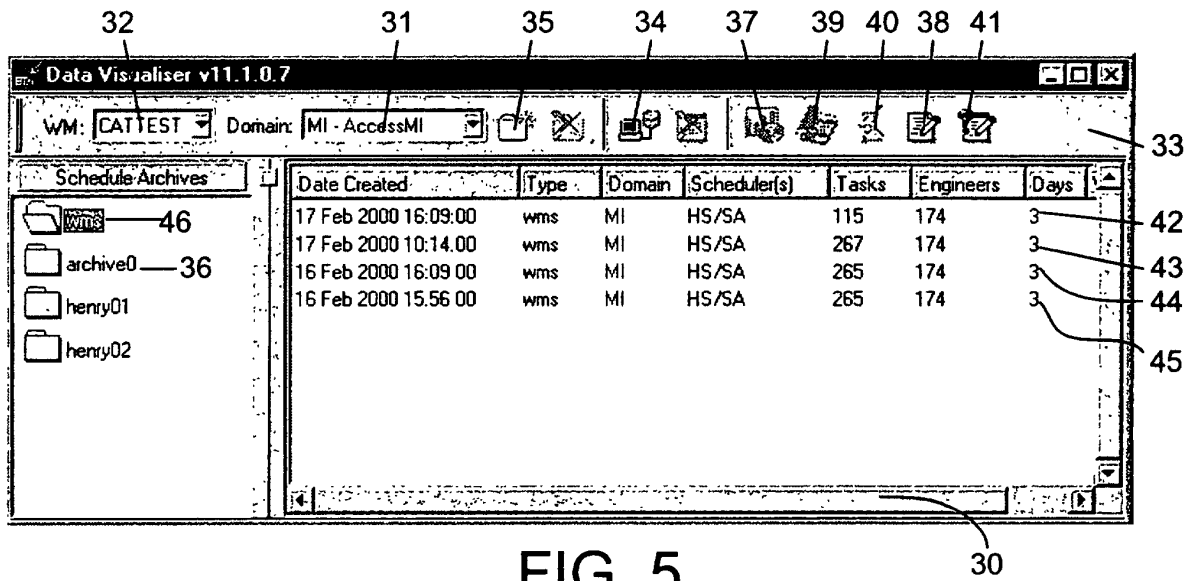 32 31 35 34 37 39 40 38 41
Data Visualiser v11.1.0.7
WM: CATTEST Domain: MI - AccessMI
33
Schedule Archives
Date Created Type Domain Scheduler(s) Tasks Engineers Days
wms 46
17 Feb 2000 16:09:00 wms MI HS/SA 115 174 3 42
17 Feb 2000 10:14.00 wms MI HS/SA 267 174 3 43
archive0 36
16 Feb 2000 16:09 00 wms MI HS/SA 265 174 3 44
henry01
16 Feb 2000 15.56 00 wms MI HS/SA 265 174 3 45
henry02
30
FIG. 5